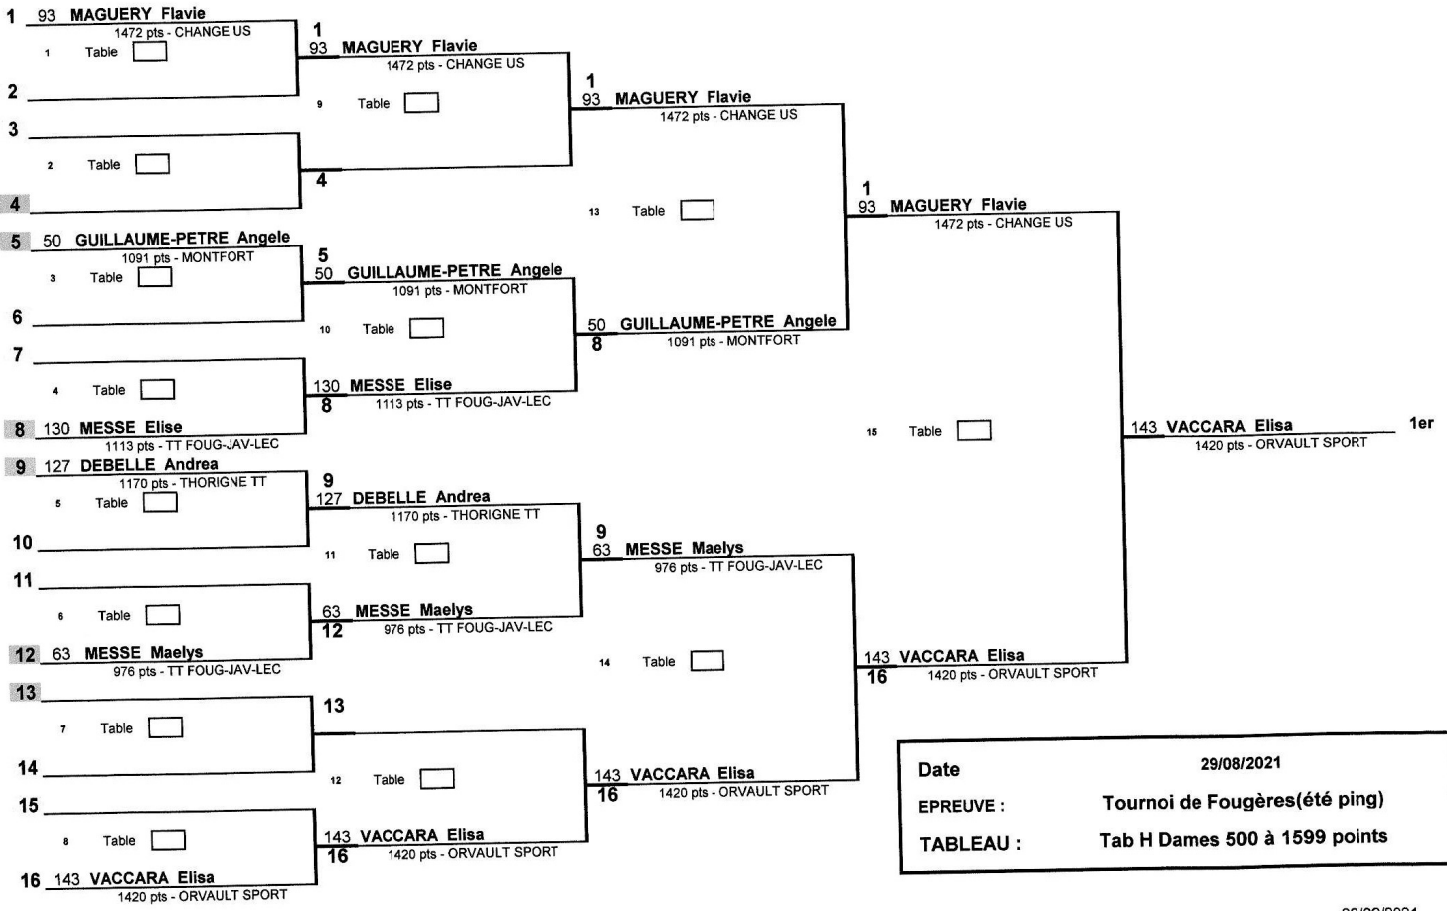 1 93 MAGUERY Flavie
1472 pts - CHANGE US
1 Table
2
3
2 Table
4
5 50 GUILLAUME-PETRE Angele
1091 pts - MONTFORT
3 Table
6
7
4 Table
8 130 MESSE Elise
1113 pts - TT FOUG-JAV-LEC
9 127 DEBELLE Andrea
1170 pts - THORIGNE TT
5 Table
10
11
6 Table
12 63 MESSE Maelys
976 pts - TT FOUG-JAV-LEC
13
7 Table
14
15
8 Table
16 143 VACCARA Elisa
1420 pts - ORVAULT SPORT
1
93 MAGUERY Flavie
1472 pts - CHANGE US
9 Table
4
5
50 GUILLAUME-PETRE Angele
1091 pts - MONTFORT
10 Table
130 MESSE Elise
8 1113 pts - TT FOUG-JAV-LEC
9
127 DEBELLE Andrea
1170 pts - THORIGNE TT
11 Table
63 MESSE Maelys
12 976 pts - TT FOUG-JAV-LEC
13
12 Table
143 VACCARA Elisa
16 1420 pts - ORVAULT SPORT
1
93 MAGUERY Flavie
1472 pts - CHANGE US
13 Table
50 GUILLAUME-PETRE Angele
8 1091 pts - MONTFORT
9
63 MESSE Maelys
976 pts - TT FOUG-JAV-LEC
14 Table
143 VACCARA Elisa
16 1420 pts - ORVAULT SPORT
1
93 MAGUERY Flavie
1472 pts - CHANGE US
15 Table
143 VACCARA Elisa
16 1420 pts - ORVAULT SPORT
143 VACCARA Elisa 1er
1420 pts - ORVAULT SPORT
Date 29/08/2021
EPREUVE : Tournoi de Fougères(été ping)
TABLEAU : Tab H Dames 500 à 1599 points